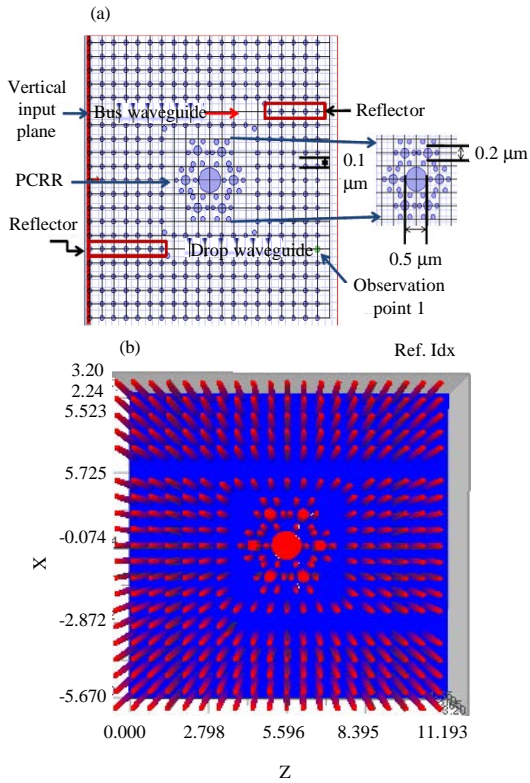 (a)
Vertical
input
plane
Bus waveguide
Reflector
PCRR
0.1
µm
0.2 µm
Reflector
Drop waveguide
0.5 µm
Observation
point 1
(b)
Ref. Idx
3.20
2.24
5.523
5.725
-0.074
X
-2.872
-5.670
0.000
2.798
5.596
8.395
11.193
3.20
Z